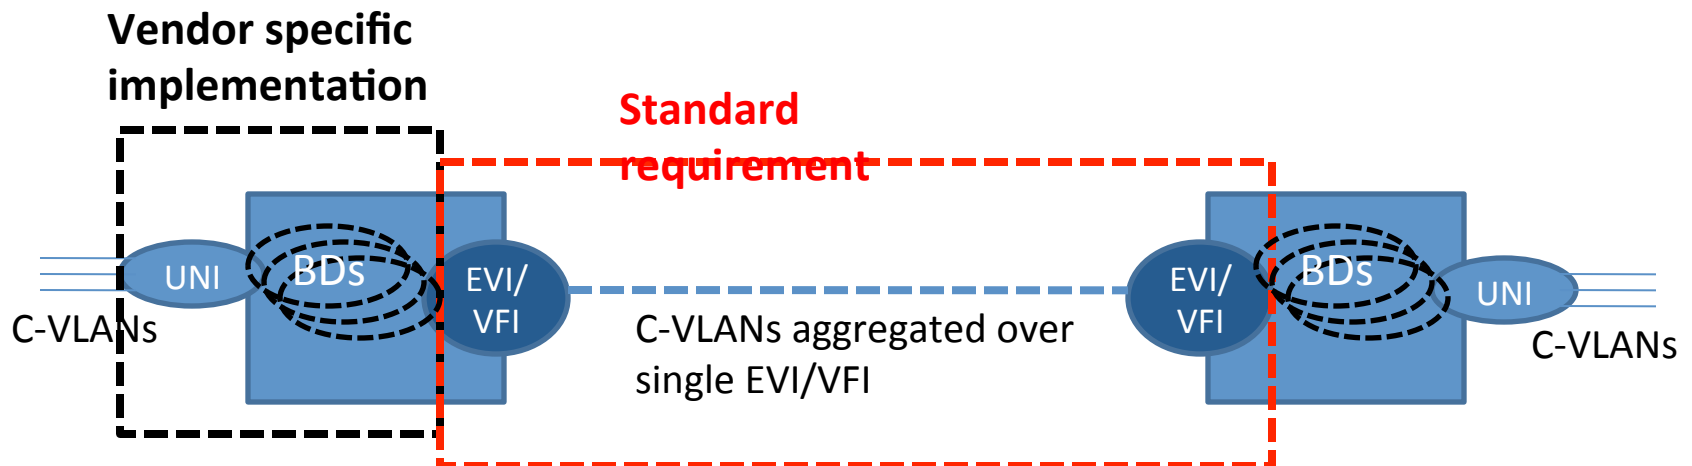 Vendor specific
implementation
Standard
requirement
UNI
BDs
EVI/
VFI
EVI/
VFI
BDs
UNI
C-VLANs
C-VLANs aggregated over
single EVI/VFI
C-VLANs